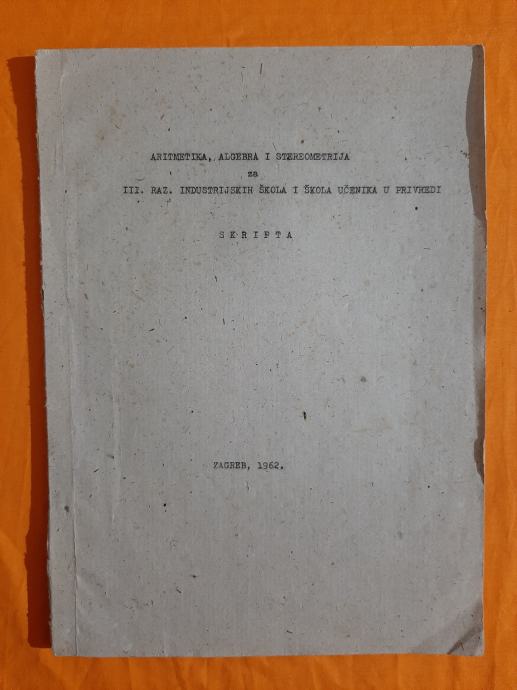 ARITMETIKA, ALGEBRA I STEREOMETRIJA
za
III. RAZ. INDUSTRIJSKIH ŠKOLA I ŠKOLA UČENIKA U PRIVREDI
S K R I P T A
ZAGREB, 1962.